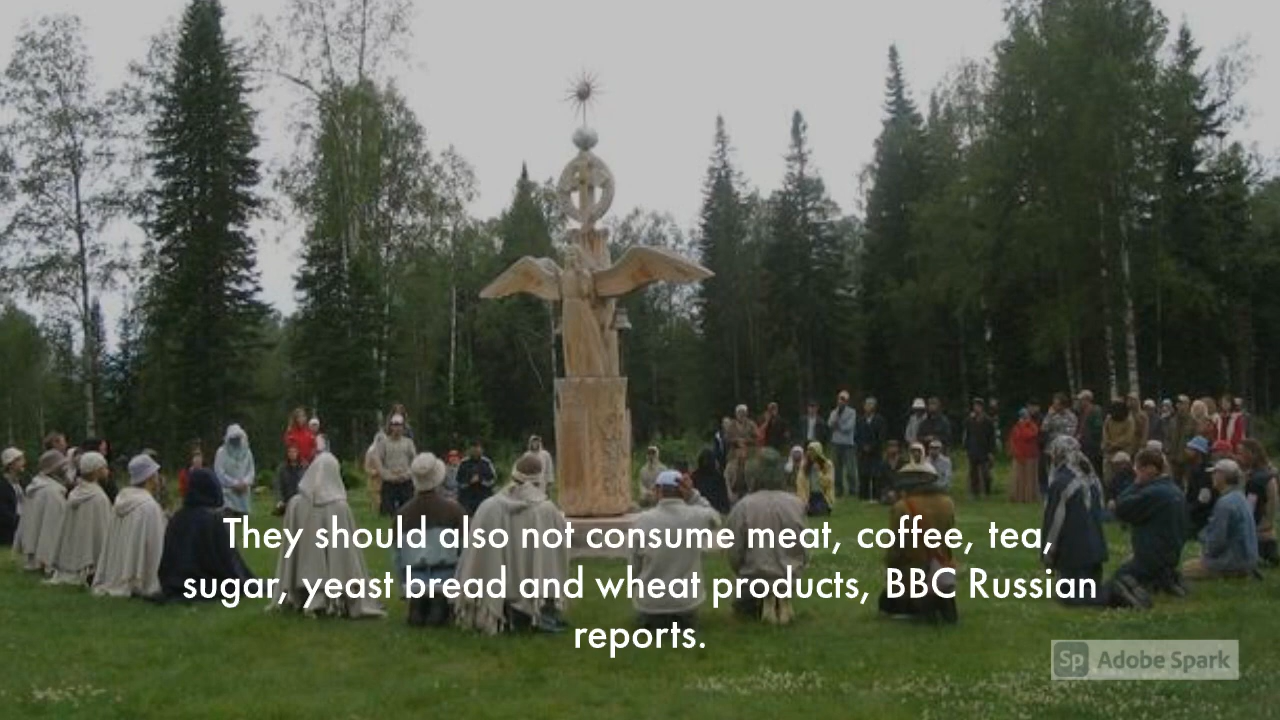 They should also not consume meat, coffee, tea,
sugar, yeast bread and wheat products, BBC Russian
reports.
Sp Adobe Spark